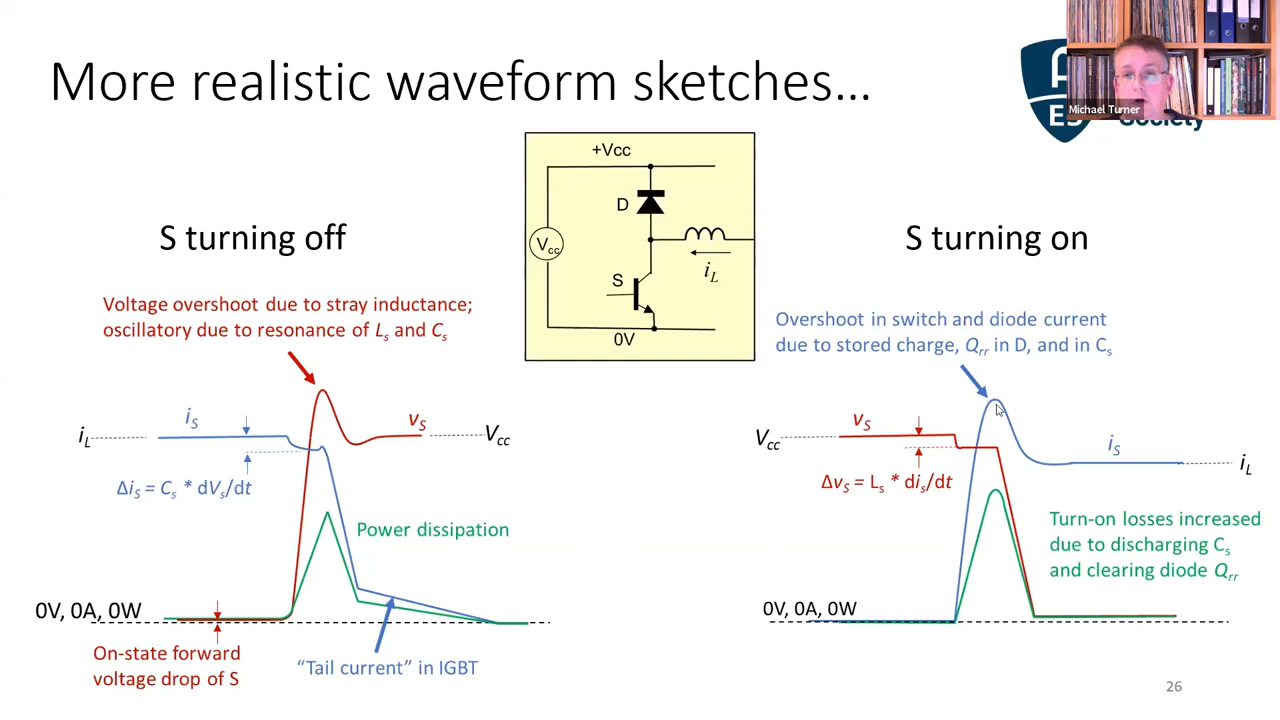 More realistic waveform sketches…
Michael Turner
Society
+Vcc
D
Vcc
S
iL
0V
S turning off
Voltage overshoot due to stray inductance;
oscillatory due to resonance of Ls and Cs
iL
iS
vS
Vcc
ΔiS = Cs * dVs/dt
Power dissipation
0V, 0A, 0W
On-state forward
voltage drop of S
“Tail current” in IGBT
S turning on
Overshoot in switch and diode current
due to stored charge, Qrr in D, and in Cs
Vcc
vS
iS
iL
ΔvS = Ls * dis/dt
Turn-on losses increased
due to discharging Cs
and clearing diode Qrr
0V, 0A, 0W
26